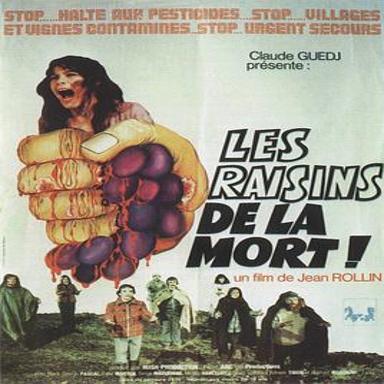 STOP....HALTE AUX PESTICIDES...STOP....VILLAGES
ET VIGNES CONTAMINÉS..STOP..URGENT SECOURS
Claude GUEDJ
présente :
LES
RAISINS
DE LA
MORT !
un film de Jean ROLLIN